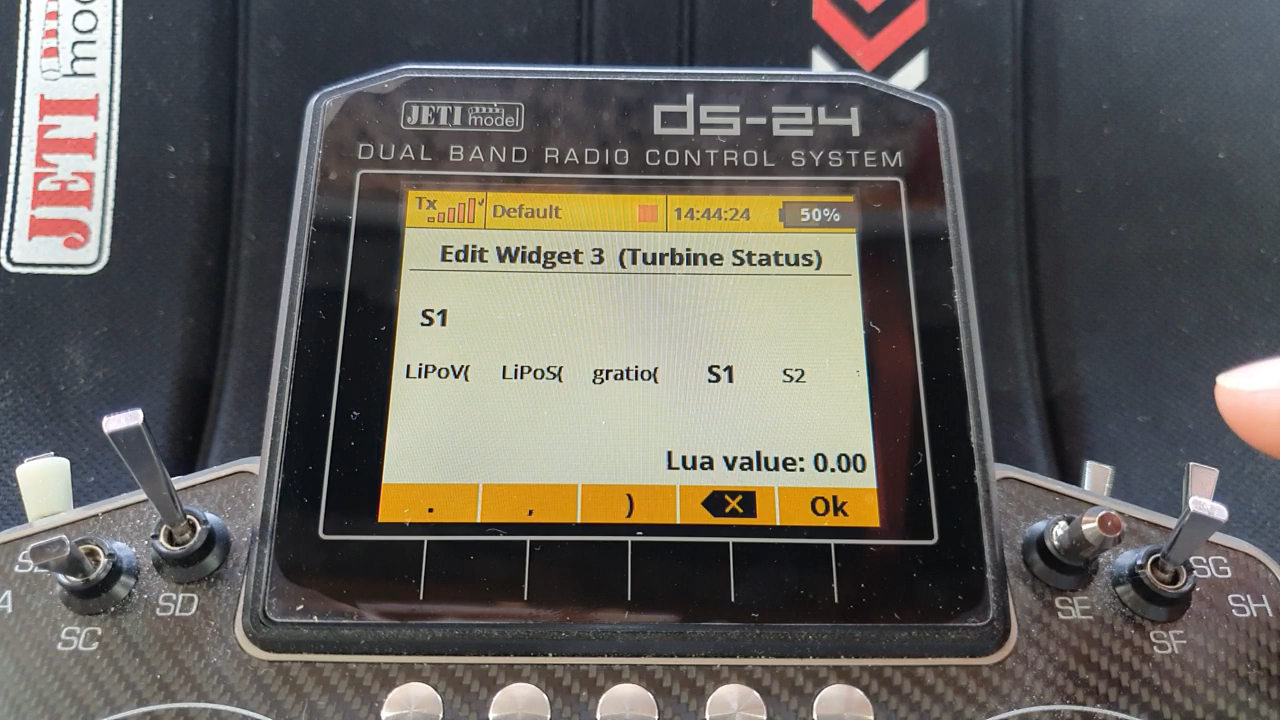 JETI model
JETI model
ds-24
DUAL BAND RADIO CONTROL SYSTEM
Tx Default 14:44:24 50%
Edit Widget 3 (Turbine Status)
S1
LiPoV( LiPoS( gratio( S1 S2
Lua value: 0.00
. , ) Ok
SD
SC
SE
SF
SG
SH